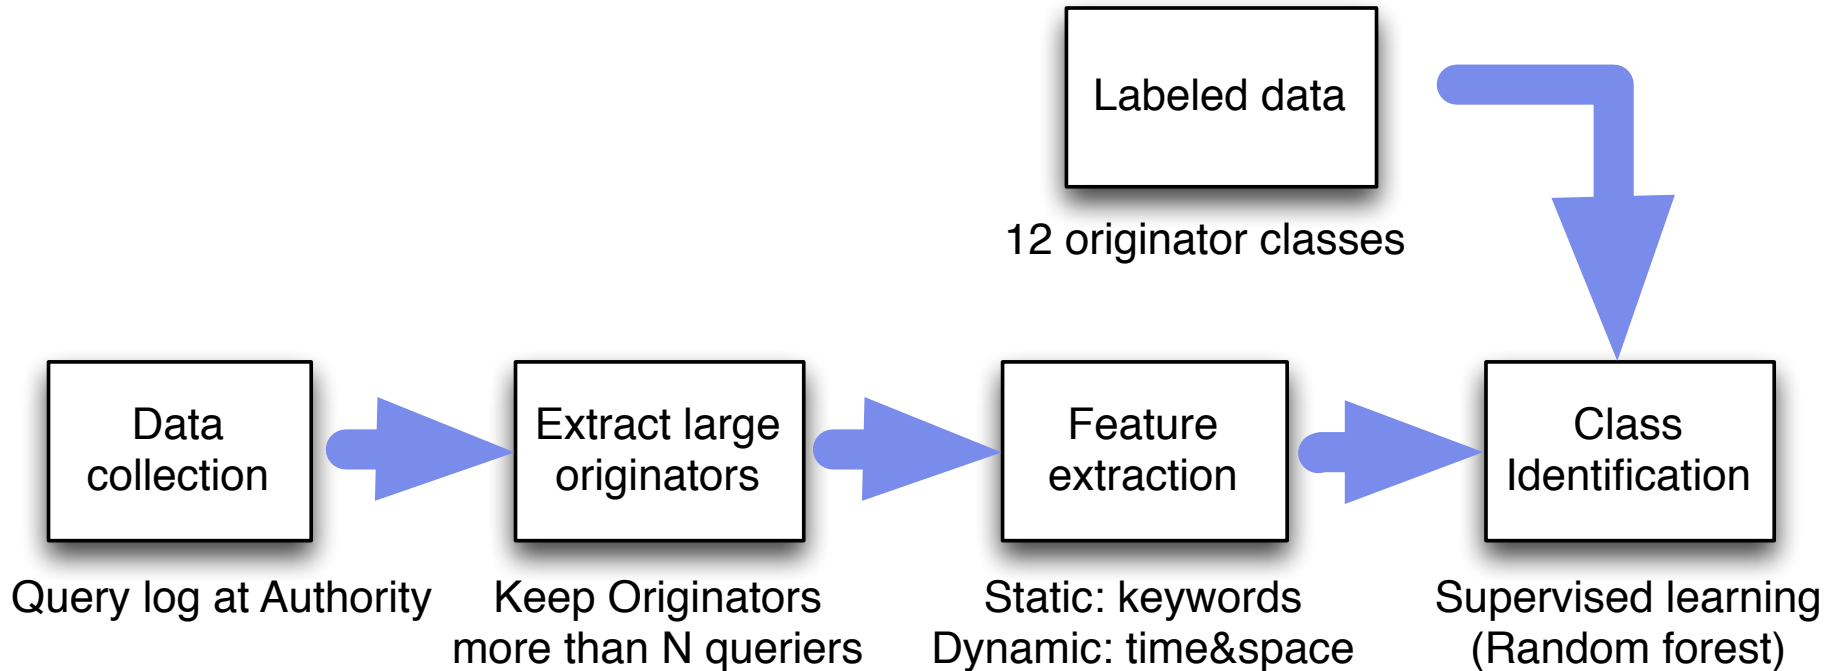 Labeled data
12 originator classes
Data
collection
Query log at Authority
Extract large
originators
Keep Originators
more than N queriers
Feature
extraction
Static: keywords
Dynamic: time&space
Class
Identification
Supervised learning
(Random forest)